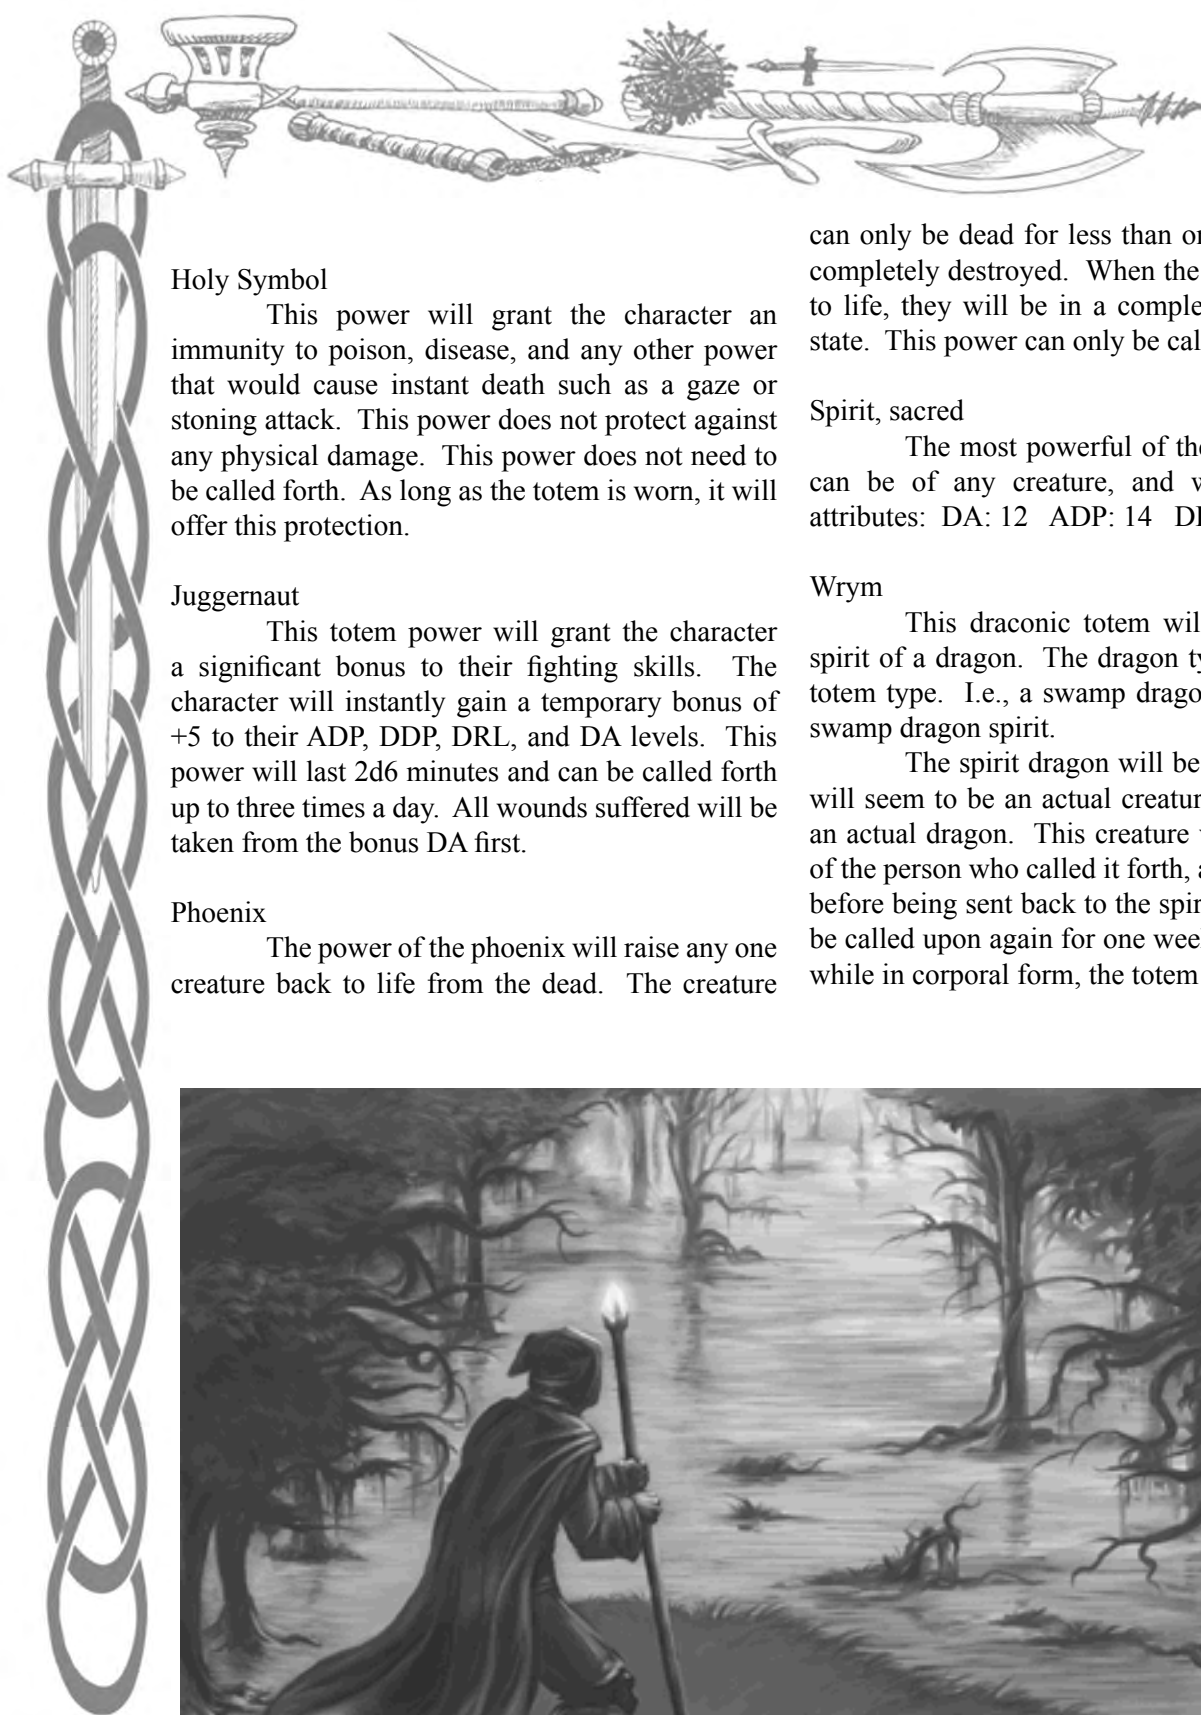 Holy Symbol
This power will grant the character an
immunity to poison, disease, and any other power
that would cause instant death such as a gaze or
stoning attack. This power does not protect against
any physical damage. This power does not need to
be called forth. As long as the totem is worn, it will
offer this protection.
Juggernaut
This totem power will grant the character
a significant bonus to their fighting skills. The
character will instantly gain a temporary bonus of
+5 to their ADP, DDP, DRL, and DA levels. This
power will last 2d6 minutes and can be called forth
up to three times a day. All wounds suffered will be
taken from the bonus DA first.
Phoenix
The power of the phoenix will raise any one
creature back to life from the dead. The creature
can only be dead for less than
completely destroyed. When the
to life, they will be in a
state. This power can only be
Spirit, sacred
The most powerful of
can be of any creature, and
attributes: DA: 12 ADP: 14
Wrym
This draconic totem
spirit of a dragon. The dragon
totem type. I.e., a swamp
swamp dragon spirit.
The spirit dragon will be
will seem to be an actual
an actual dragon. This creature
of the person who called it forth,
before being sent back to the
be called upon again for one
while in corporal form, the totem